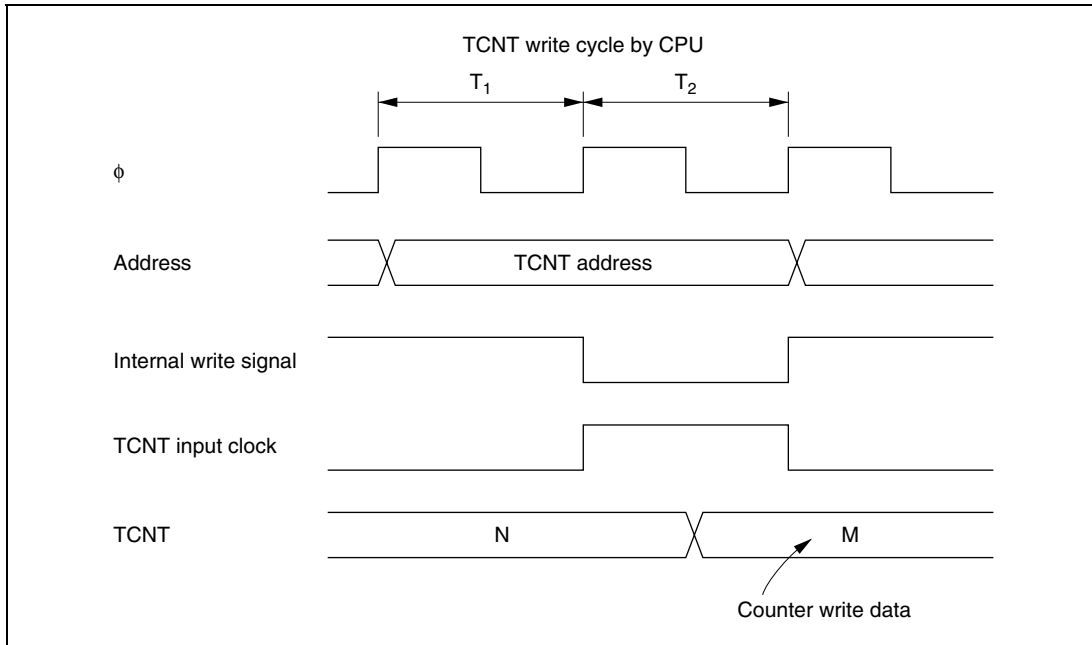 TCNT write cycle by CPU
T1 T2
ϕ
Address TCNT address
Internal write signal
TCNT input clock
TCNT N M
Counter write data